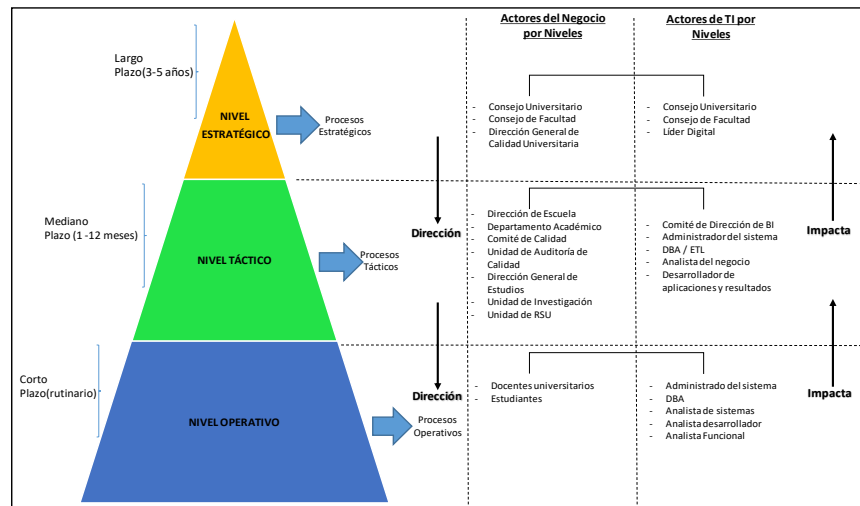 Actores del Negocio
por Niveles
Actores de TI por
Niveles
Largo
Plazo(3-5 años)
NIVEL
ESTRATÉGICO
Procesos
Estratégicos
- Consejo Universitario
- Consejo de Facultad
- Dirección General de
Calidad Universitaria
- Consejo Universitario
- Consejo de Facultad
- Líder Digital
Mediano
Plazo (1 -12 meses)
NIVEL TÁCTICO
Procesos
Tácticos
Dirección
- Dirección de Escuela
- Departamento Académico
- Comité de Calidad
- Unidad de Auditoría de
Calidad
- Dirección General de
Estudios
- Unidad de Investigación
- Unidad de RSU
- Comité de Dirección de BI
- Administrador del sistema
- DBA / ETL
- Analista del negocio
- Desarrollador de
aplicaciones y resultados
Impacta
Corto
Plazo(rutinario)
NIVEL OPERATIVO
Procesos
Operativos
Dirección
- Docentes universitarios
- Estudiantes
- Administrado del sistema
- DBA
- Analista de sistemas
- Analista desarrollador
- Analista Funcional
Impacta